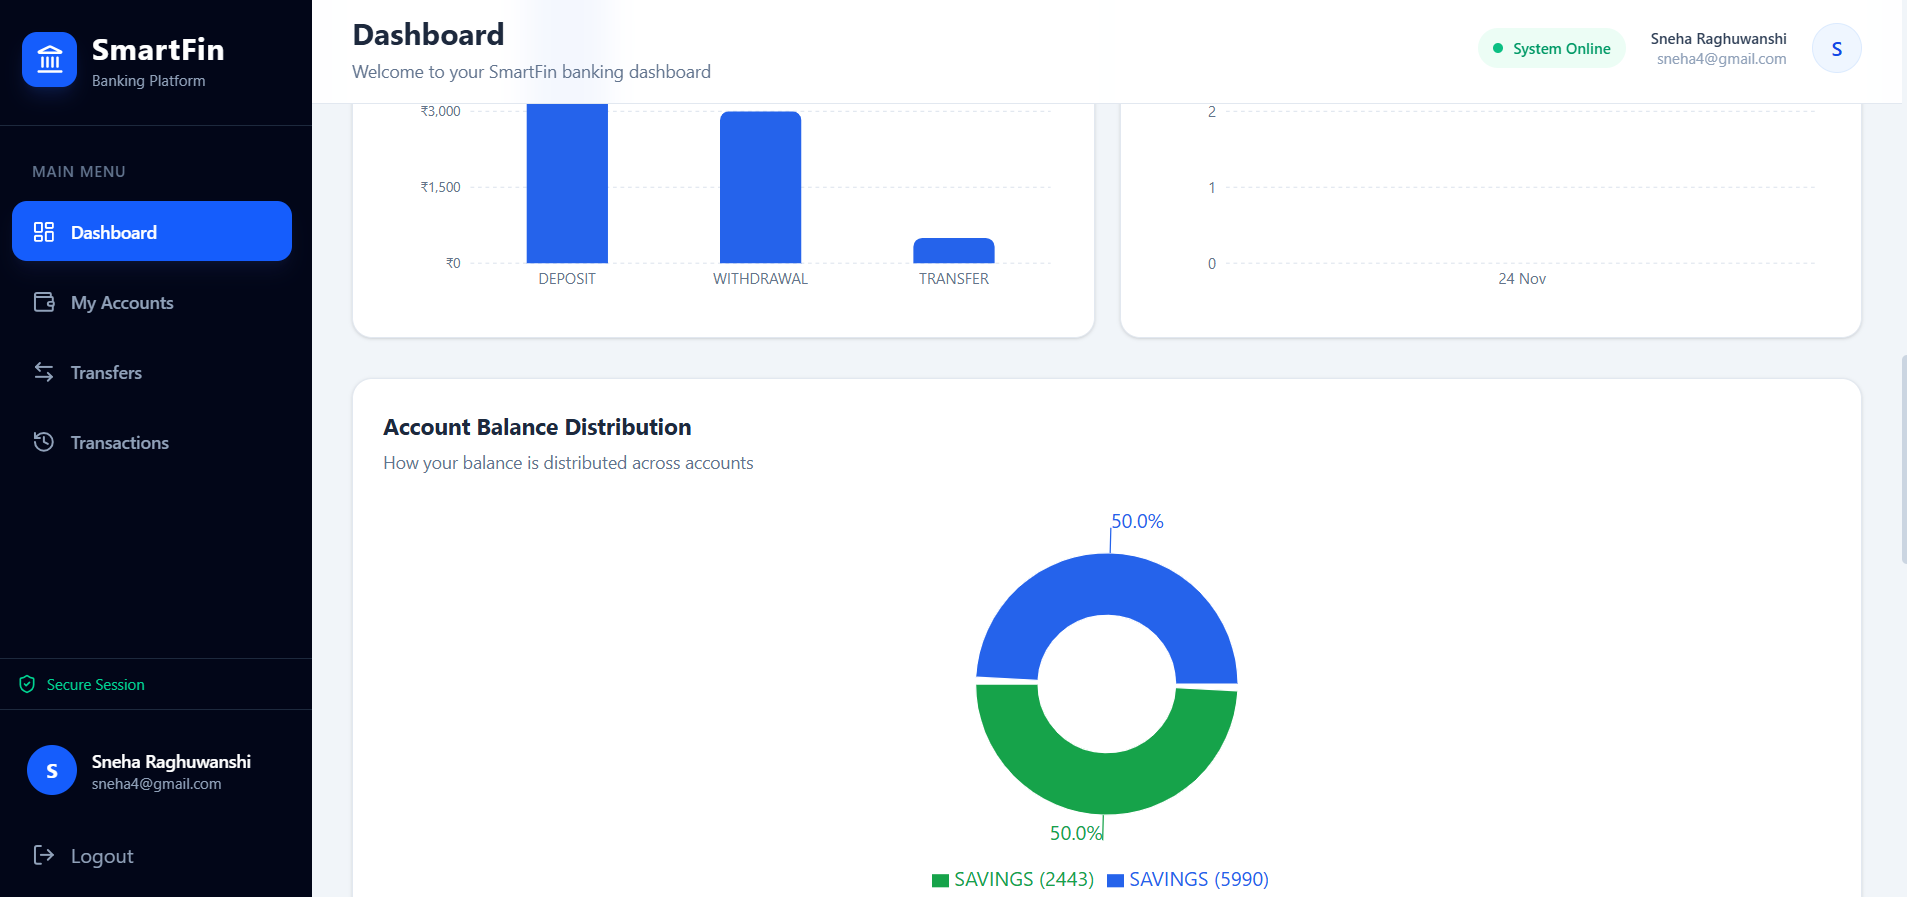 SmartFin
Banking Platform
MAIN MENU
Dashboard
My Accounts
Transfers
Transactions
Secure Session
S
Sneha Raghuwanshi
sneha4@gmail.com
Logout
Dashboard
Welcome to your SmartFin banking dashboard
System Online
Sneha Raghuwanshi
sneha4@gmail.com
S
₹3,000
₹1,500
₹0
DEPOSIT WITHDRAWAL TRANSFER
2
1
0
24 Nov
Account Balance Distribution
How your balance is distributed across accounts
50.0%
50.0%
SAVINGS (2443) SAVINGS (5990)